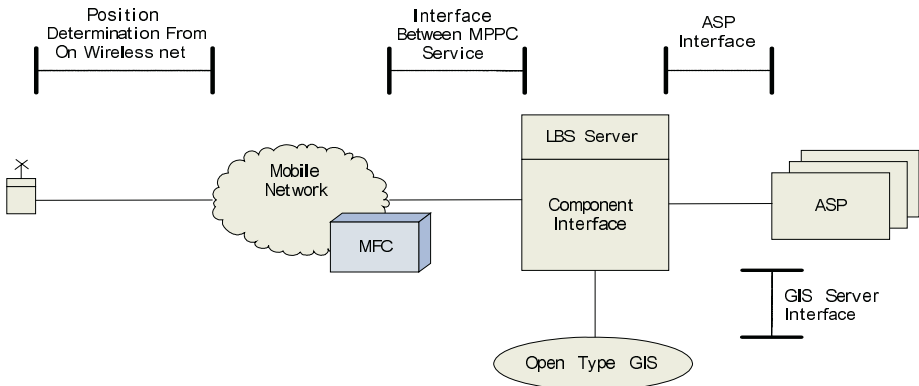 Position
Determination From
On Wireless net
Interface
Between MPPC
Service
ASP
Interface
LBS Server
Mobile
Network
Component
Interface
ASP
MFC
GIS Server
Interface
Open Type GIS